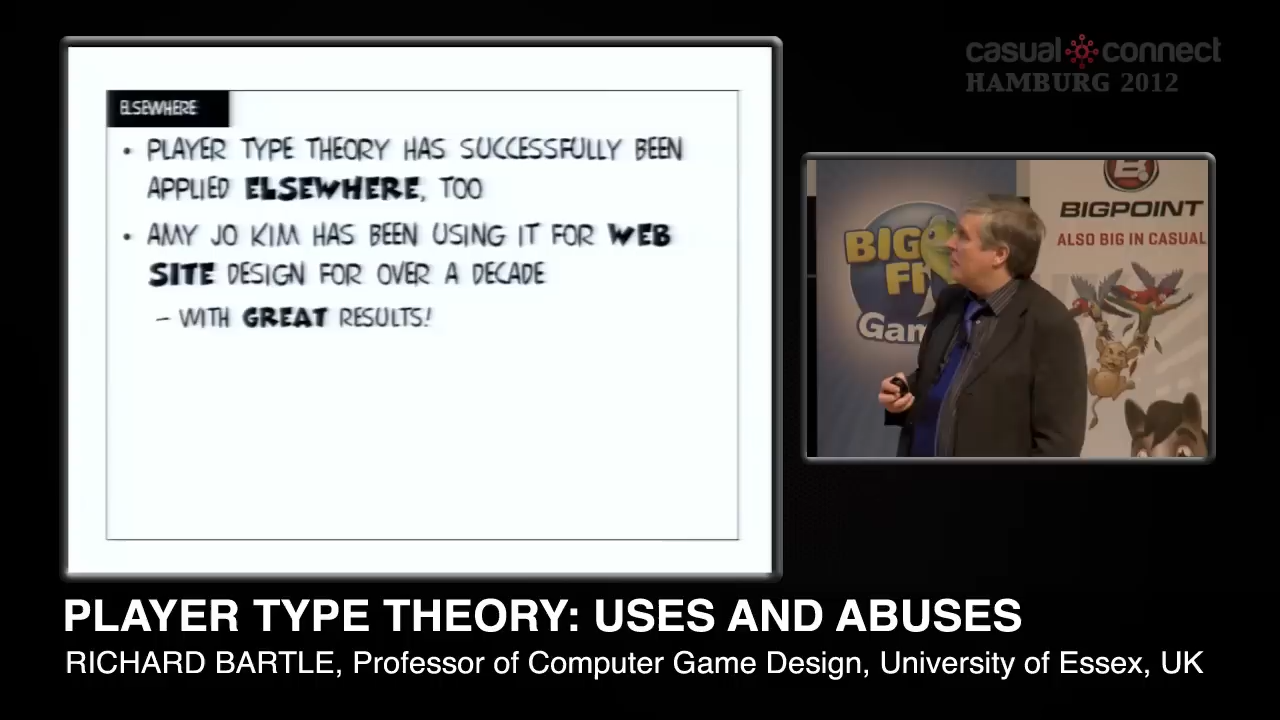 casual connect
HAMBURG 2012
ELSEWHERE
• PLAYER TYPE THEORY HAS SUCCESSFULLY BEEN
APPLIED ELSEWHERE, TOO
• AMY JO KIM HAS BEEN USING IT FOR WEB
SITE DESIGN FOR OVER A DECADE
– WITH GREAT RESULTS!
BIG
Gam
B
BIGPOINT
ALSO BIG IN CASUAL
PLAYER TYPE THEORY: USES AND ABUSES
RICHARD BARTLE, Professor of Computer Game Design, University of Essex, UK